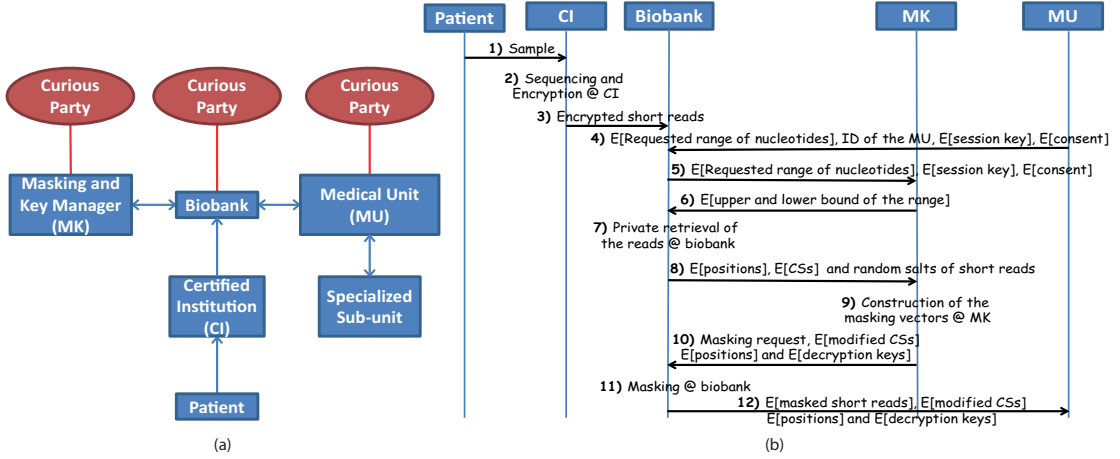 Curious
Party
Curious
Party
Curious
Party
Masking and
Key Manager
(MK)
Biobank
Medical Unit
(MU)
Certified
Institution
(CI)
Specialized
Sub-unit
Patient
(a)
Patient
CI
Biobank
MK
MU
1) Sample
2) Sequencing and
Encryption @ CI
3) Encrypted short reads
4) E[Requested range of nucleotides], ID of the MU, E[session key], E[consent]
5) E[Requested range of nucleotides], E[session key], E[consent]
6) E[upper and lower bound of the range]
7) Private retrieval of
the reads @ biobank
8) E[positions], E[CSs] and random salts of short reads
9) Construction of the
masking vectors @ MK
10) Masking request, E[modified CSs]
E[positions] and E[decryption keys]
11) Masking @ biobank
12) E[masked short reads], E[modified CSs]
E[positions] and E[decryption keys]
(b)